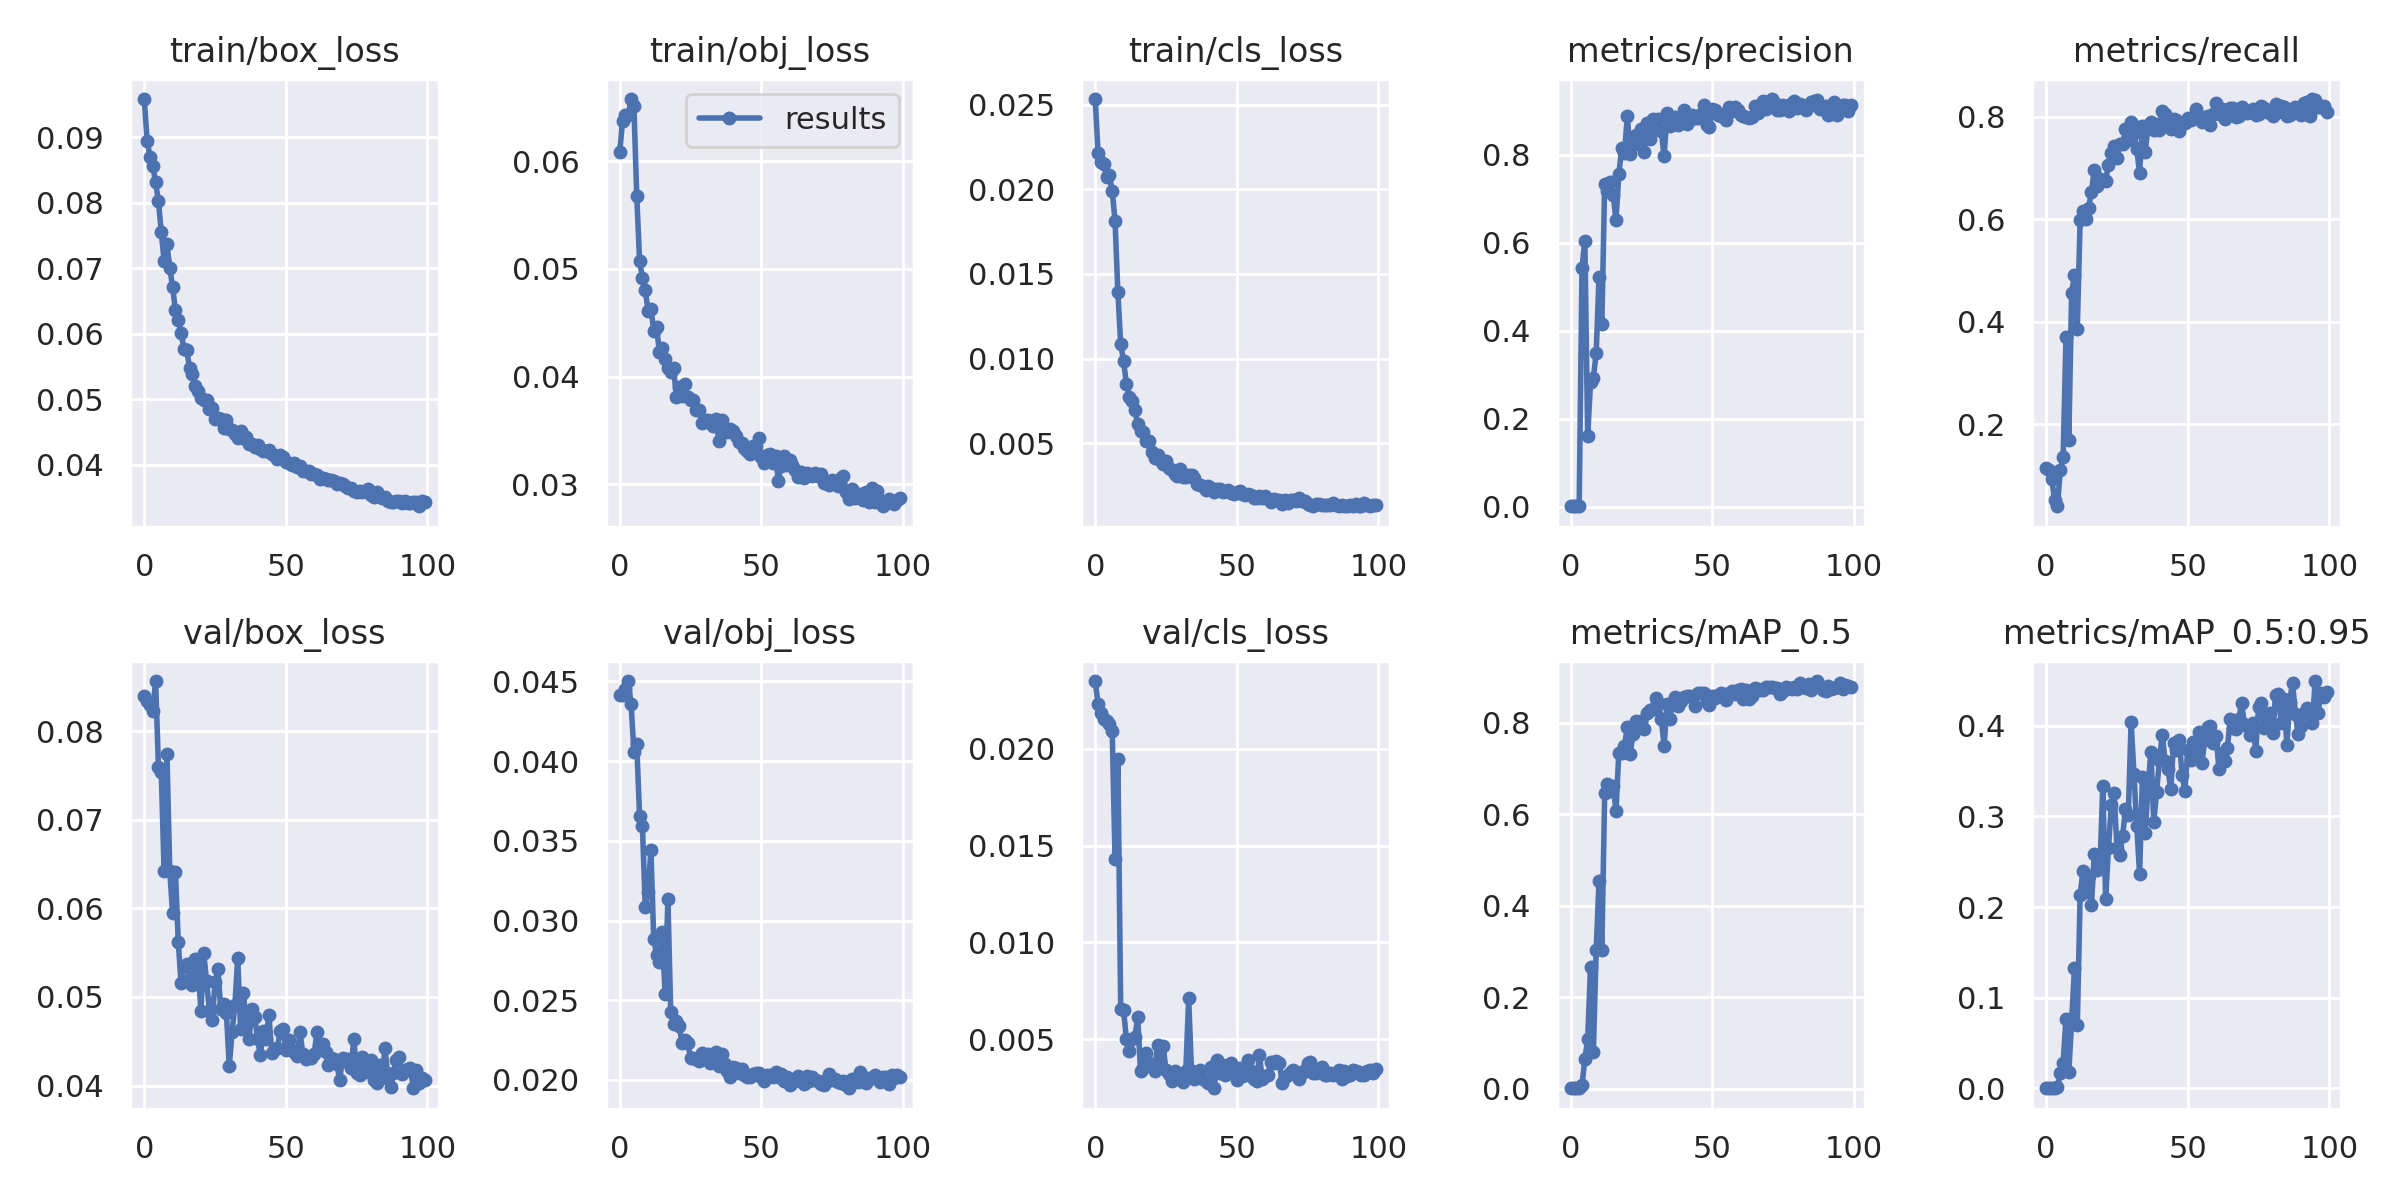 train/box_loss
0.09
0.08
0.07
0.06
0.05
0.04
0 50 100
train/obj_loss
results
0.06
0.05
0.04
0.03
0 50 100
train/cls_loss
0.025
0.020
0.015
0.010
0.005
0 50 100
metrics/precision
0.8
0.6
0.4
0.2
0.0
0 50 100
metrics/recall
0.8
0.6
0.4
0.2
0 50 100
val/box_loss
0.08
0.07
0.06
0.05
0.04
0 50 100
val/obj_loss
0.045
0.040
0.035
0.030
0.025
0.020
0 50 100
val/cls_loss
0.020
0.015
0.010
0.005
0 50 100
metrics/mAP_0.5
0.8
0.6
0.4
0.2
0.0
0 50 100
metrics/mAP_0.5:0.95
0.4
0.3
0.2
0.1
0.0
0 50 100